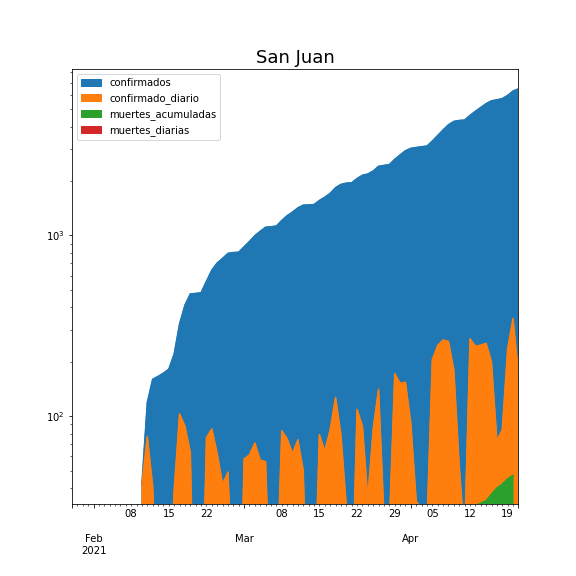 San Juan
confirmados
confirmado_diario
muertes_acumuladas
muertes_diarias
10³
10²
08 15 22 08 15 22 29 05 12 19
Feb Mar Apr
2021